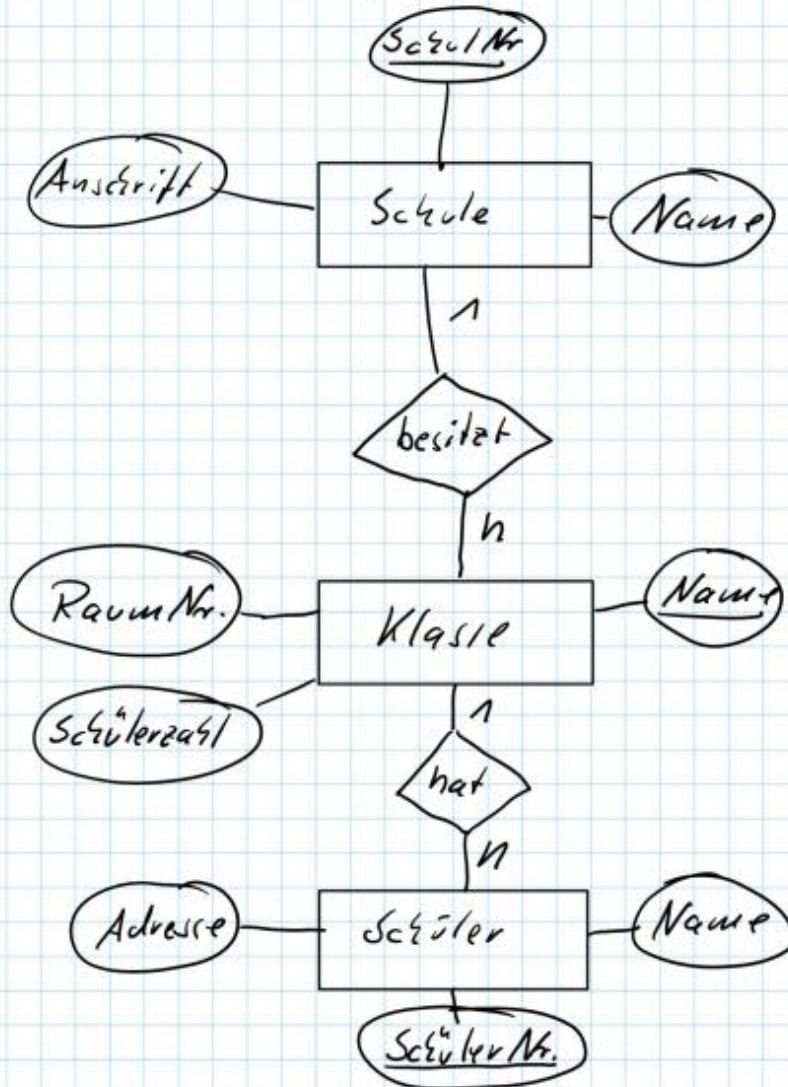 SchulNr
Anschrift
Schule
Name
1
besitzt
n
RaumNr.
Klasse
Name
Schülerzahl
1
hat
n
Adresse
Schüler
Name
SchülerNr.